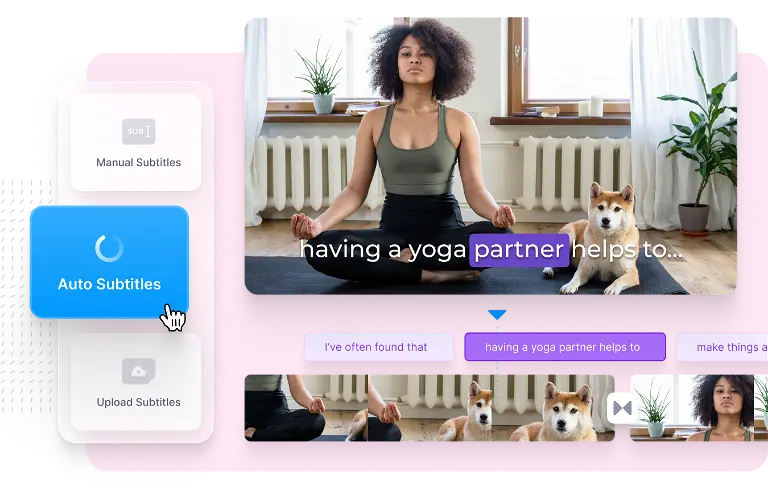 SUB
Manual Subtitles
Auto Subtitles
Upload Subtitles
having a yoga partner helps to...
I've often found that
having a yoga partner helps to
make things a